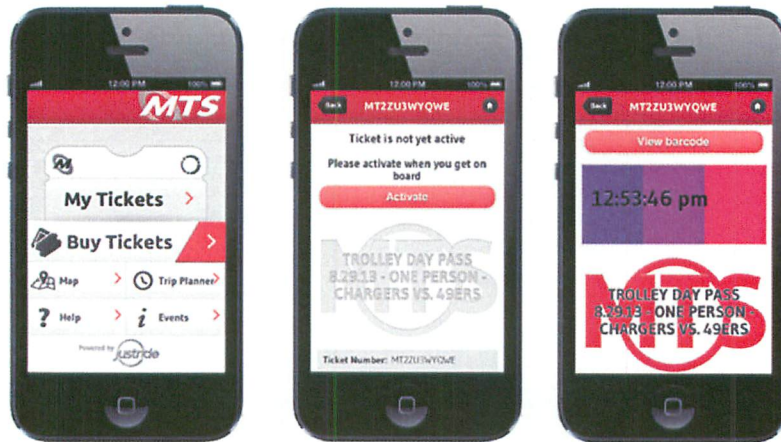 12:00 PM 100%
MTS
My Tickets
Buy Tickets
Map
Trip Planner
Help
Events
Powered by
justride
12:00 PM 100%
Back
MT2ZU3WYQWE
Ticket is not yet active
Please activate when you get on
board
Activate
MTS
TROLLEY DAY PASS
8.29.13 - ONE PERSON -
CHARGERS VS. 49ERS
Ticket Number: MT2ZU3WYQWE
12:00 PM 100%
Back
MT2ZU3WYQWE
View barcode
12:53:46 pm
MTS
TROLLEY DAY PASS
8.29.13 - ONE PERSON -
CHARGERS VS. 49ERS